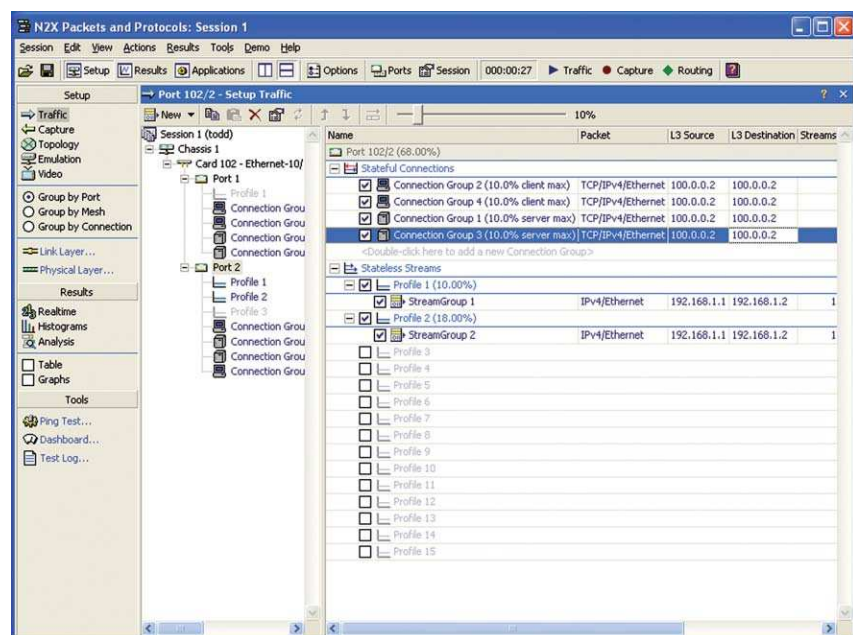 N2X Packets and Protocols: Session 1
Session Edit View Actions Results Tools Demo Help
Setup Results Applications Options Ports Session 000:00:27 Traffic Capture Routing
Setup
Traffic
Capture
Topology
Emulation
Video
Group by Port
Group by Mesh
Group by Connection
Link Layer...
Physical Layer...
Results
Realtime
Histograms
Analysis
Table
Graphs
Tools
Ping Test...
Dashboard...
Test Log...
Port 102/2 - Setup Traffic
New 10%
Session 1 (todd)
Chassis 1
Card 102 - Ethernet-10/
Port 1
Profile 1
Connection Grou
Connection Grou
Connection Grou
Connection Grou
Port 2
Profile 1
Profile 2
Profile 3
Connection Grou
Connection Grou
Connection Grou
Connection Grou
Name Packet L3 Source L3 Destination Streams
Port 102/2 (68.00%)
Stateful Connections
Connection Group 2 (10.0% client max) TCP/IPv4/Ethernet 100.0.0.2 100.0.0.2
Connection Group 4 (10.0% client max) TCP/IPv4/Ethernet 100.0.0.2 100.0.0.2
Connection Group 1 (10.0% server max) TCP/IPv4/Ethernet 100.0.0.2 100.0.0.2
Connection Group 3 (10.0% server max) TCP/IPv4/Ethernet 100.0.0.2 100.0.0.2
<Double-click here to add a new Connection Group>
Stateless Streams
Profile 1 (10.00%)
StreamGroup 1 IPv4/Ethernet 192.168.1.1 192.168.1.2 1
Profile 2 (18.00%)
StreamGroup 2 IPv4/Ethernet 192.168.1.1 192.168.1.2 1
Profile 3
Profile 4
Profile 5
Profile 6
Profile 7
Profile 8
Profile 9
Profile 10
Profile 11
Profile 12
Profile 13
Profile 14
Profile 15